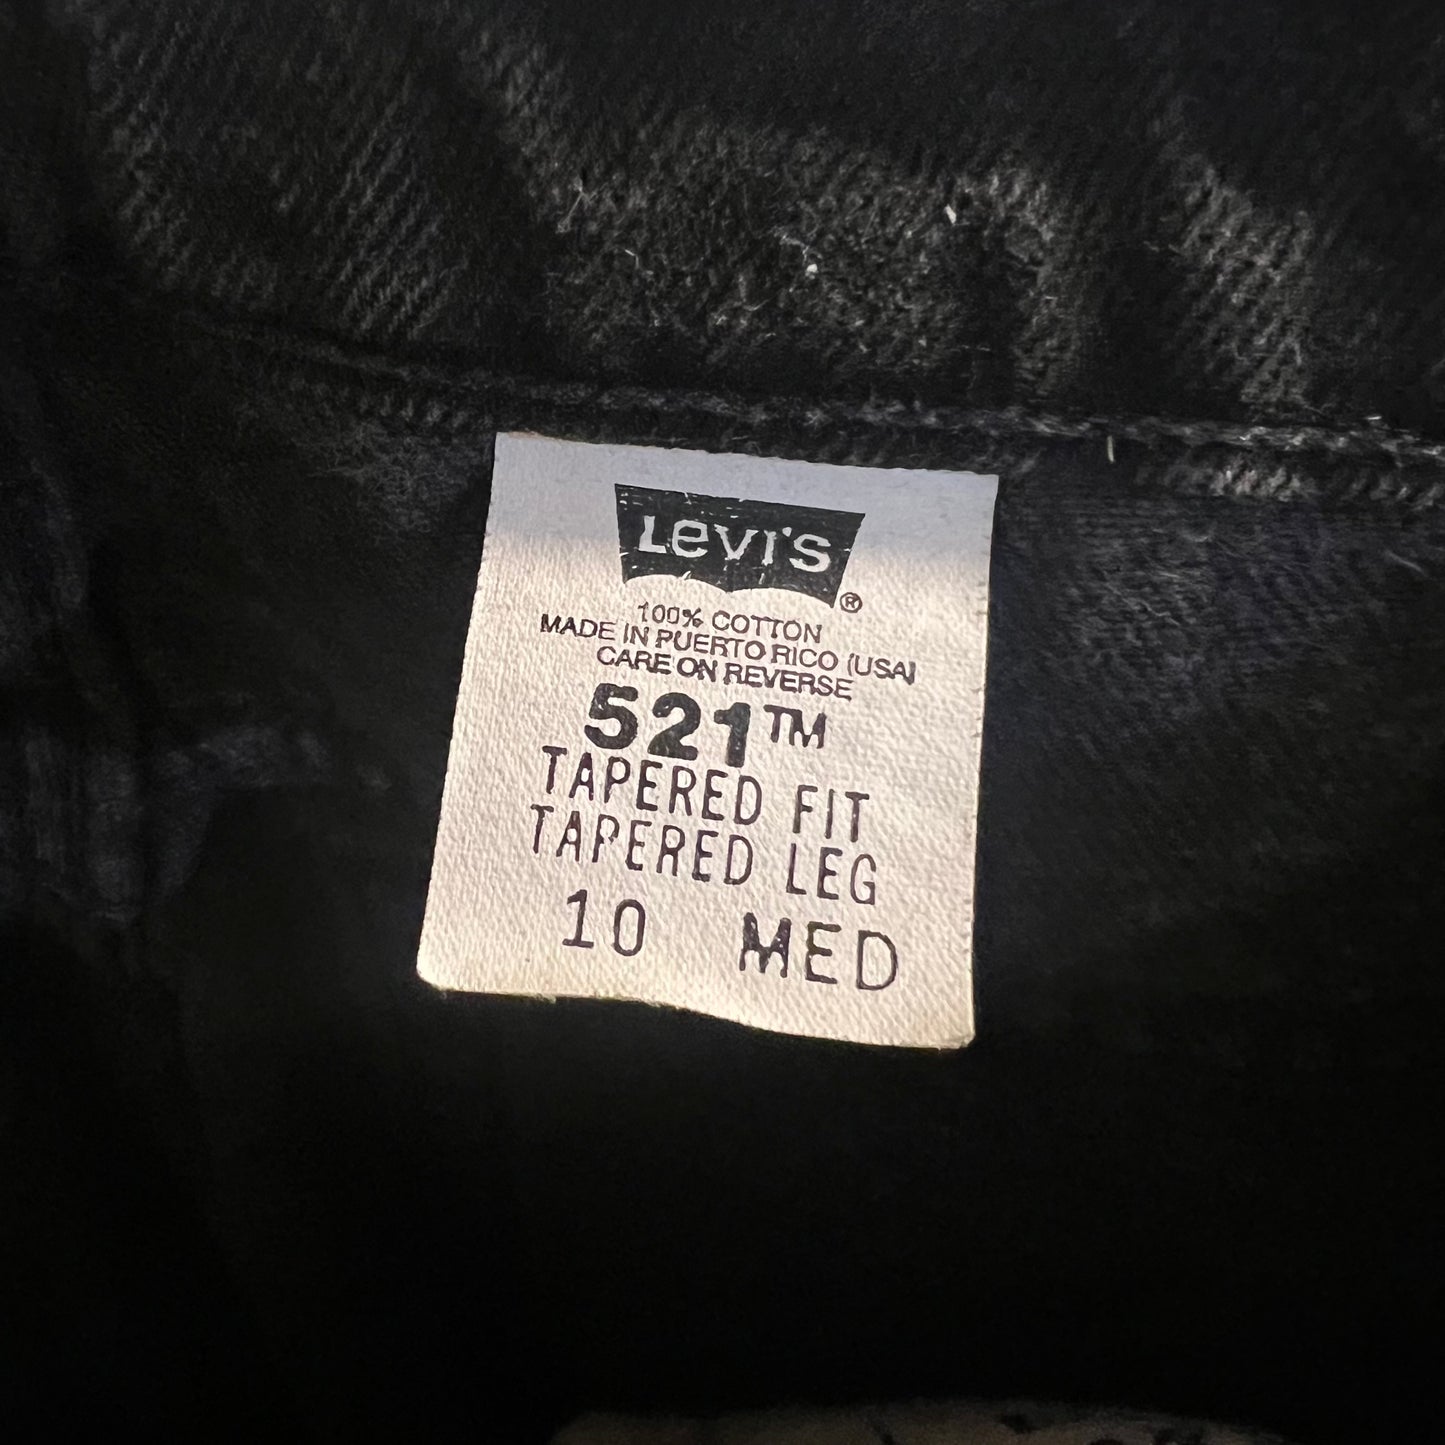 Levi's®
100% COTTON
MADE IN PUERTO RICO (USA)
CARE ON REVERSE
521™
TAPERED FIT
TAPERED LEG
10 MED